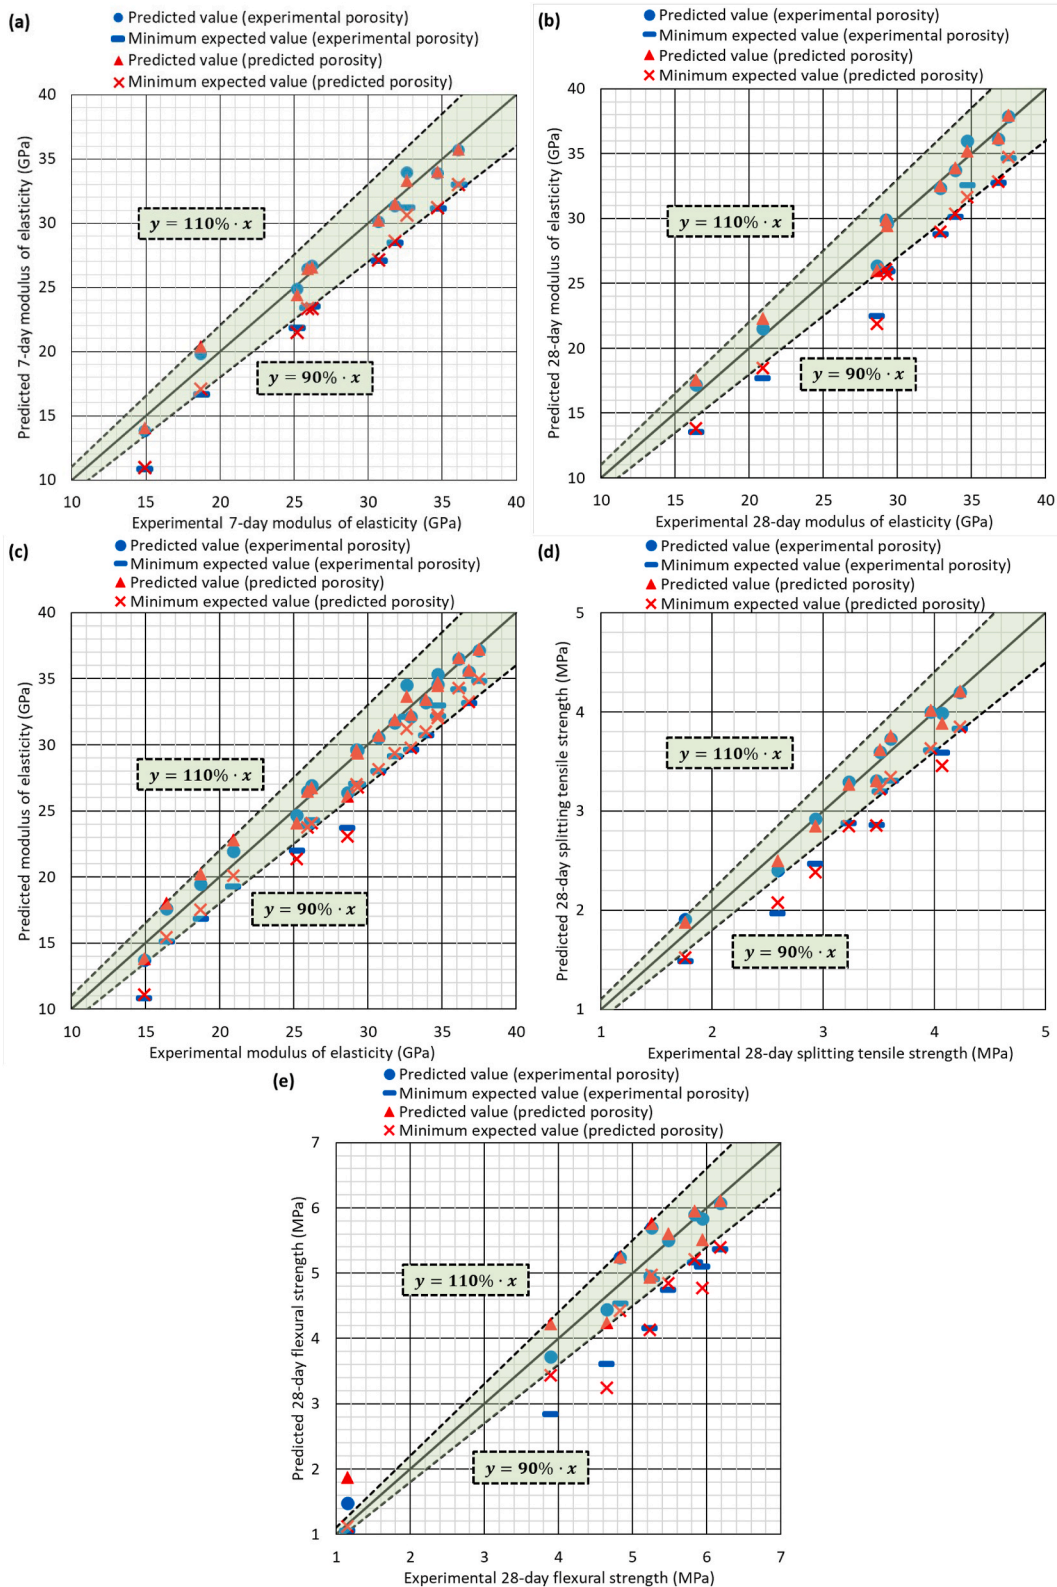 (a)
Predicted value (experimental porosity)
Minimum expected value (experimental porosity)
Predicted value (predicted porosity)
Minimum expected value (predicted porosity)
Predicted 7-day modulus of elasticity (GPa)
40
35
30
25
20
15
10
y = 110% · x
y = 90% · x
10 15 20 25 30 35 40
Experimental 7-day modulus of elasticity (GPa)
(b)
Predicted value (experimental porosity)
Minimum expected value (experimental porosity)
Predicted value (predicted porosity)
Minimum expected value (predicted porosity)
Predicted 28-day modulus of elasticity (GPa)
40
35
30
25
20
15
10
y = 110% · x
y = 90% · x
10 15 20 25 30 35 40
Experimental 28-day modulus of elasticity (GPa)
(c)
Predicted value (experimental porosity)
Minimum expected value (experimental porosity)
Predicted value (predicted porosity)
Minimum expected value (predicted porosity)
Predicted modulus of elasticity (GPa)
40
35
30
25
20
15
10
y = 110% · x
y = 90% · x
10 15 20 25 30 35 40
Experimental modulus of elasticity (GPa)
(d)
Predicted value (experimental porosity)
Minimum expected value (experimental porosity)
Predicted value (predicted porosity)
Minimum expected value (predicted porosity)
Predicted 28-day splitting tensile strength (MPa)
5
4
3
2
1
y = 110% · x
y = 90% · x
1 2 3 4 5
Experimental 28-day splitting tensile strength (MPa)
(e)
Predicted value (experimental porosity)
Minimum expected value (experimental porosity)
Predicted value (predicted porosity)
Minimum expected value (predicted porosity)
Predicted 28-day flexural strength (MPa)
7
6
5
4
3
2
1
y = 110% · x
y = 90% · x
1 2 3 4 5 6 7
Experimental 28-day flexural strength (MPa)